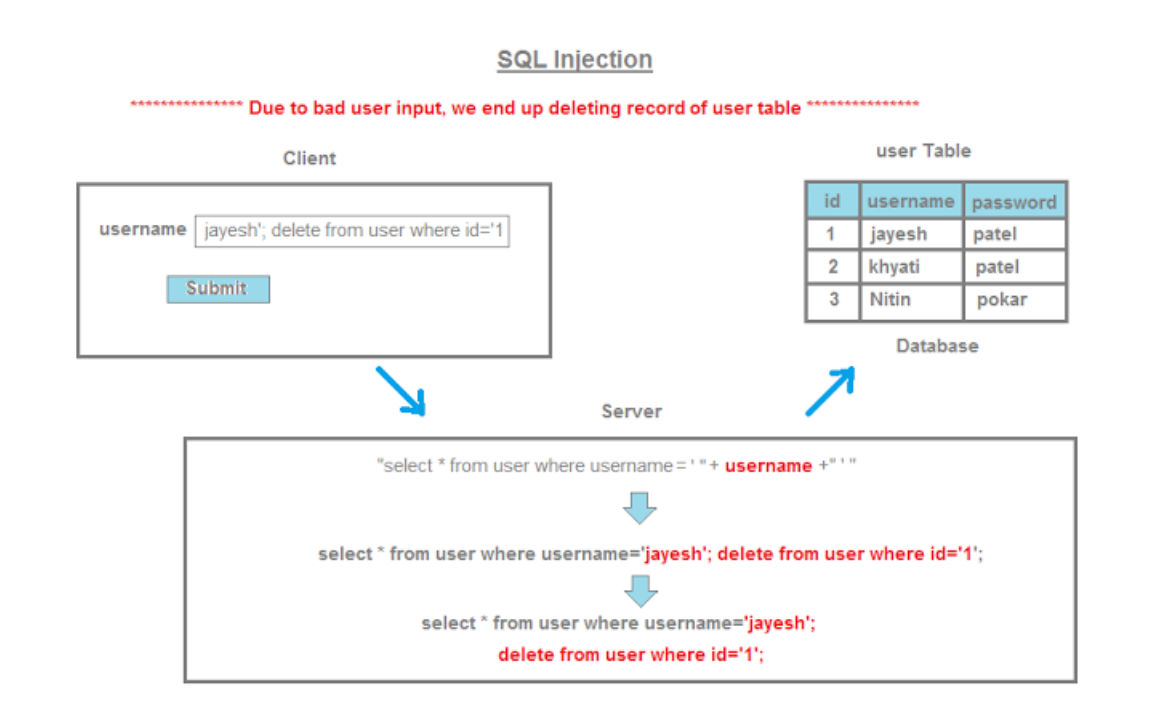 SQL Injection
*************** Due to bad user input, we end up deleting record of user table ***************
Client
username jayesh'; delete from user where id='1
Submit
user Table
id username password
1 jayesh patel
2 khyati patel
3 Nitin pokar
Database
Server
"select * from user where username = ' "+ username +" ' "
select * from user where username='jayesh'; delete from user where id='1';
select * from user where username='jayesh';
delete from user where id='1';